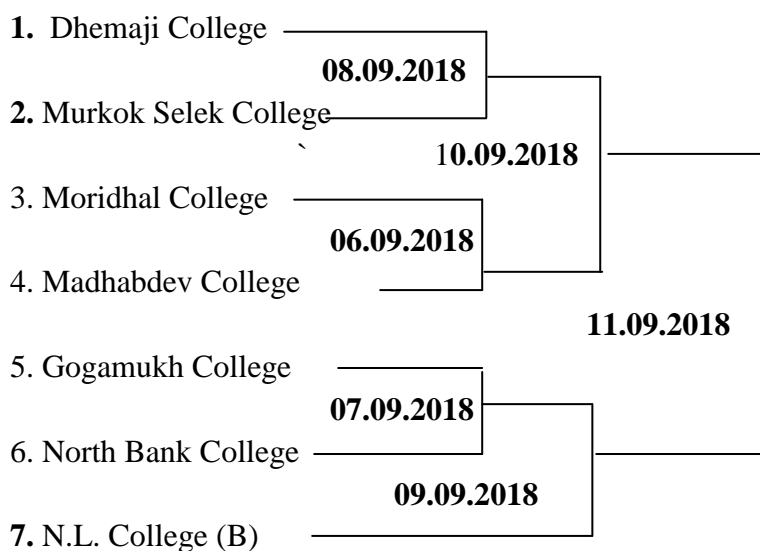 1. Dhemaji College
08.09.2018
2. Murkok Selek College
` 10.09.2018
3. Moridhal College
06.09.2018
4. Madhabdev College
11.09.2018
5. Gogamukh College
07.09.2018
6. North Bank College
09.09.2018
7. N.L. College (B)